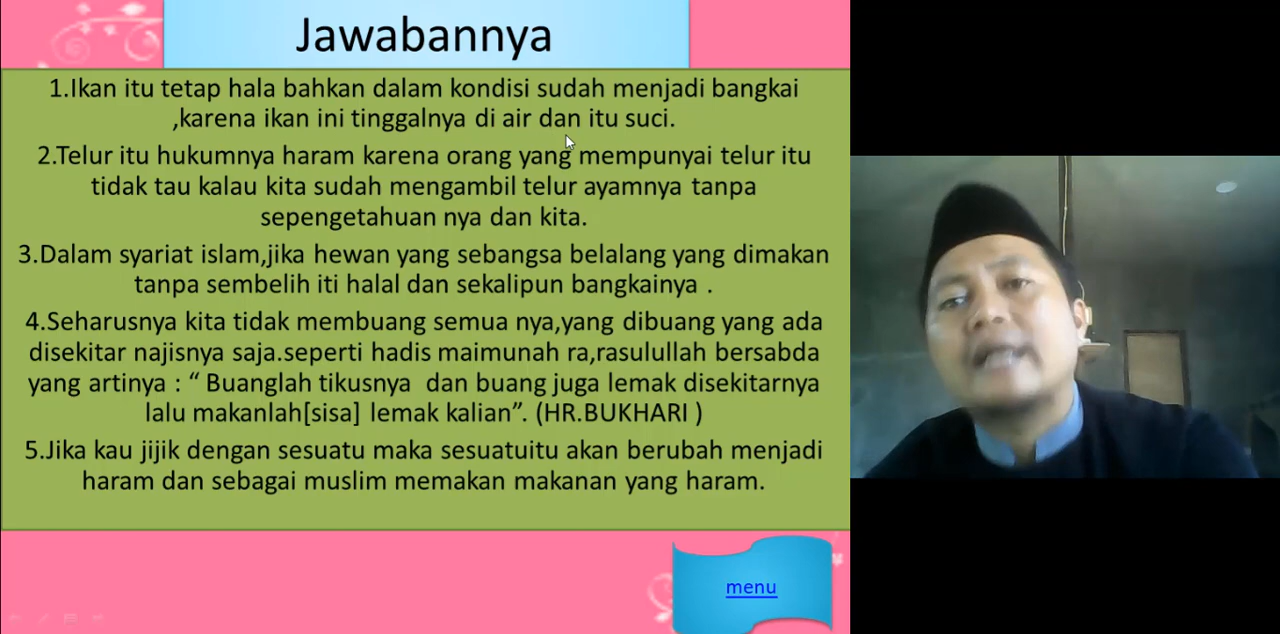 Jawabannya
1.Ikan itu tetap hala bahkan dalam kondisi sudah menjadi bangkai
,karena ikan ini tinggalnya di air dan itu suci.
2.Telur itu hukumnya haram karena orang yang mempunyai telur itu
tidak tau kalau kita sudah mengambil telur ayamnya tanpa
sepengetahuan nya dan kita.
3.Dalam syariat islam,jika hewan yang sebangsa belalang yang dimakan
tanpa sembelih iti halal dan sekalipun bangkainya .
4.Seharusnya kita tidak membuang semua nya,yang dibuang yang ada
disekitar najisnya saja.seperti hadis maimunah ra,rasulullah bersabda
yang artinya : “ Buanglah tikusnya  dan buang juga lemak disekitarnya
lalu makanlah[sisa] lemak kalian”. (HR.BUKHARI )
5.Jika kau jijik dengan sesuatu maka sesuatuitu akan berubah menjadi
haram dan sebagai muslim memakan makanan yang haram.
menu